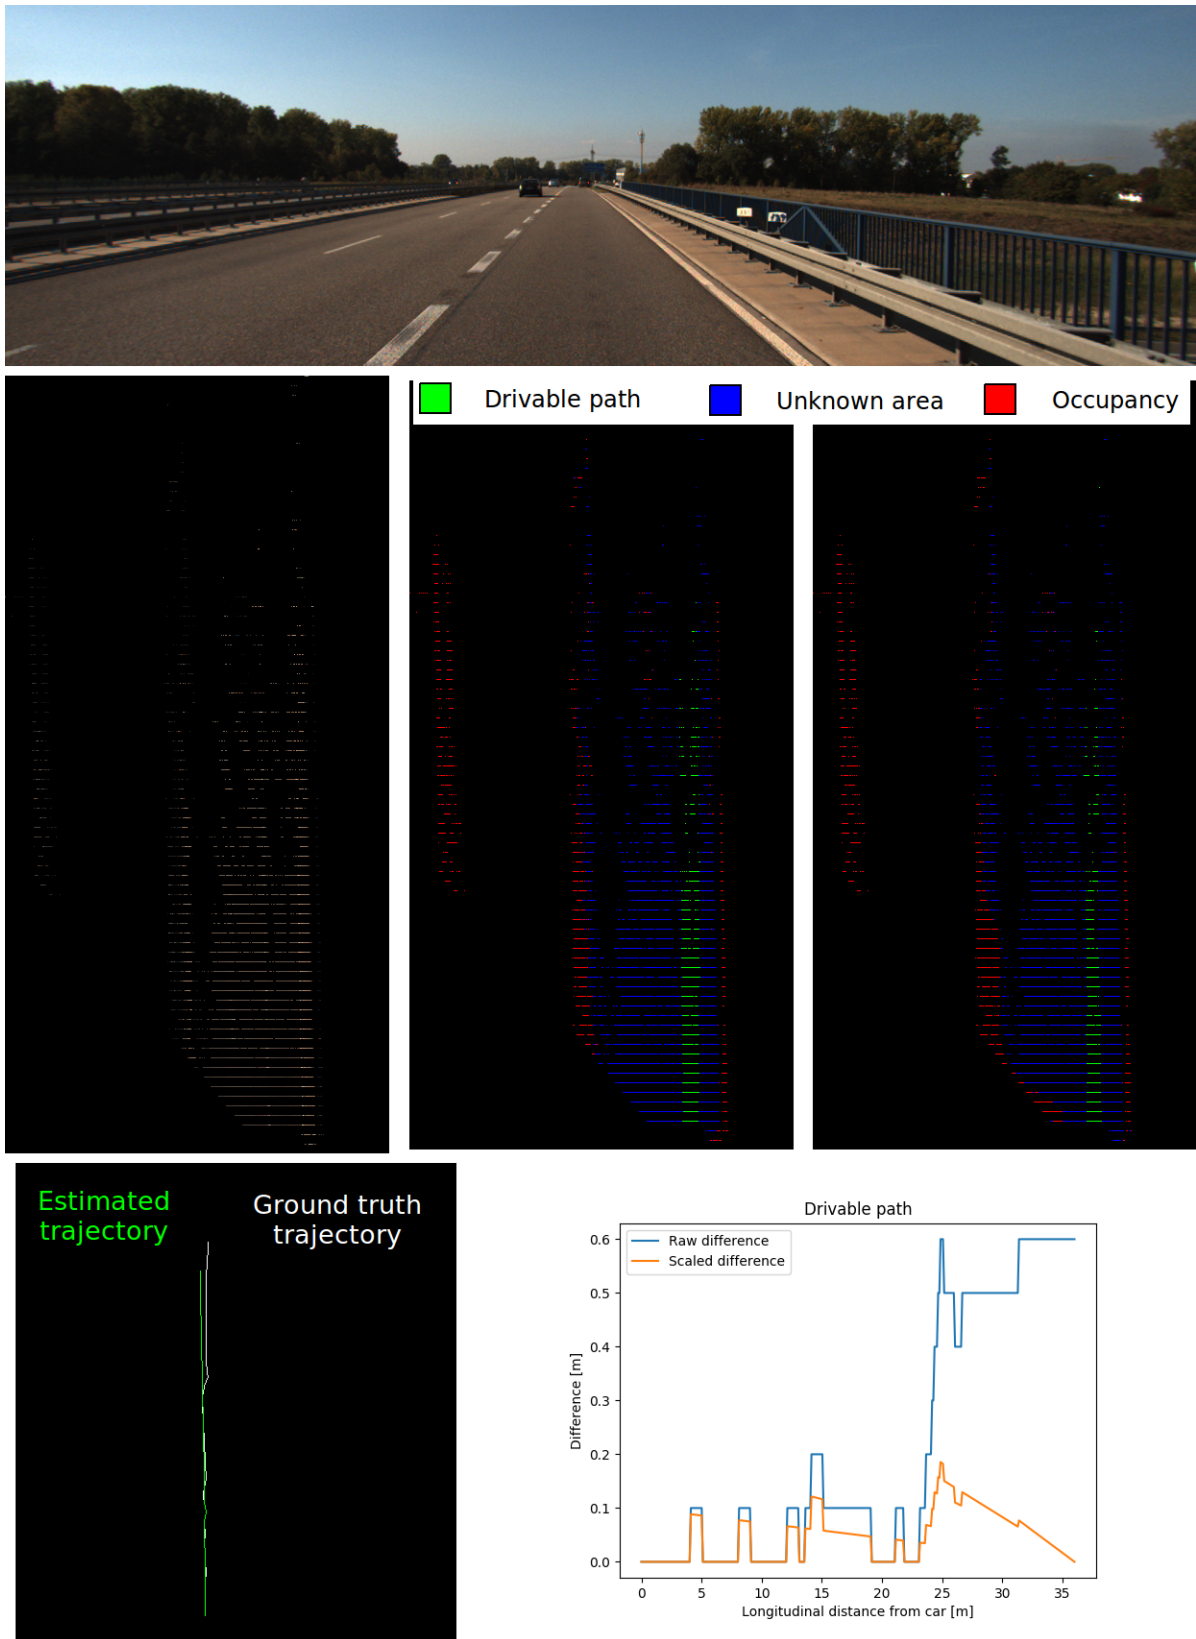 Drivable path Unknown area Occupancy
Estimated trajectory
Ground truth trajectory
Drivable path
Raw difference
Scaled difference
0.6
0.5
0.4
0.3
0.2
0.1
0.0
Difference [m]
0 5 10 15 20 25 30 35
Longitudinal distance from car [m]